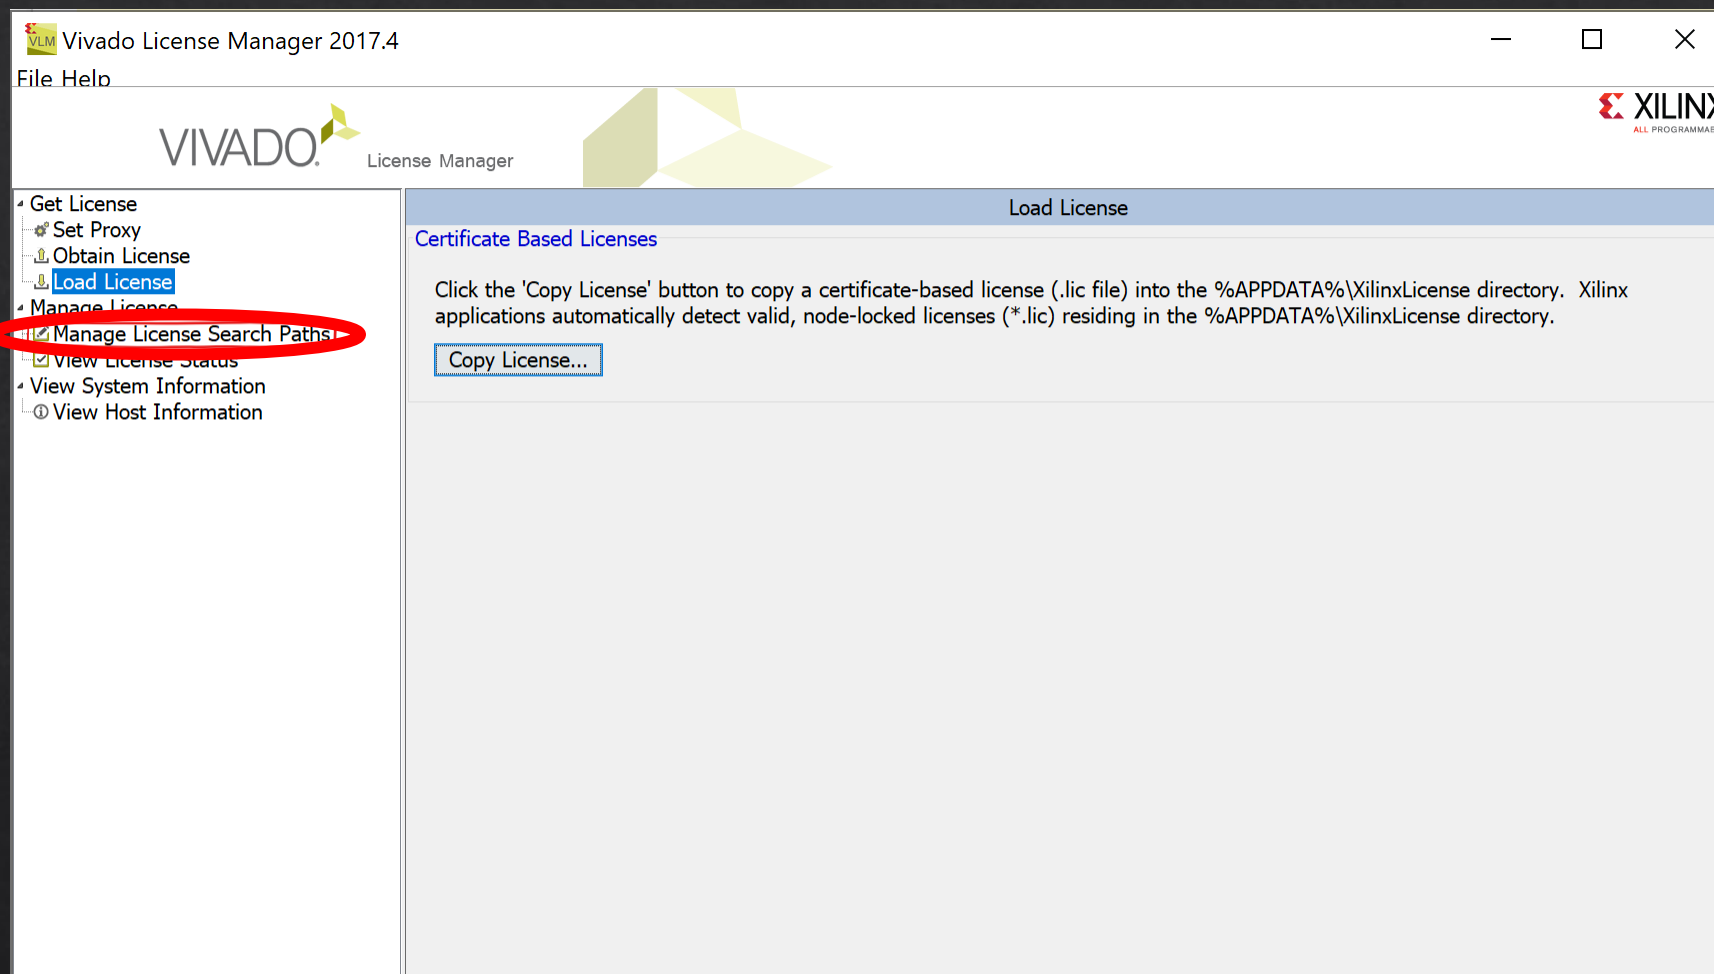 VLM Vivado License Manager 2017.4
File Help
VIVADO. License Manager
XILINX
ALL PROGRAMMAB
Get License
Set Proxy
Obtain License
Load License
Manage License
Manage License Search Paths
View License Status
View System Information
View Host Information
Load License
Certificate Based Licenses
Click the 'Copy License' button to copy a certificate-based license (.lic file) into the %APPDATA%\XilinxLicense directory.  Xilinx
applications automatically detect valid, node-locked licenses (*.lic) residing in the %APPDATA%\XilinxLicense directory.
Copy License...